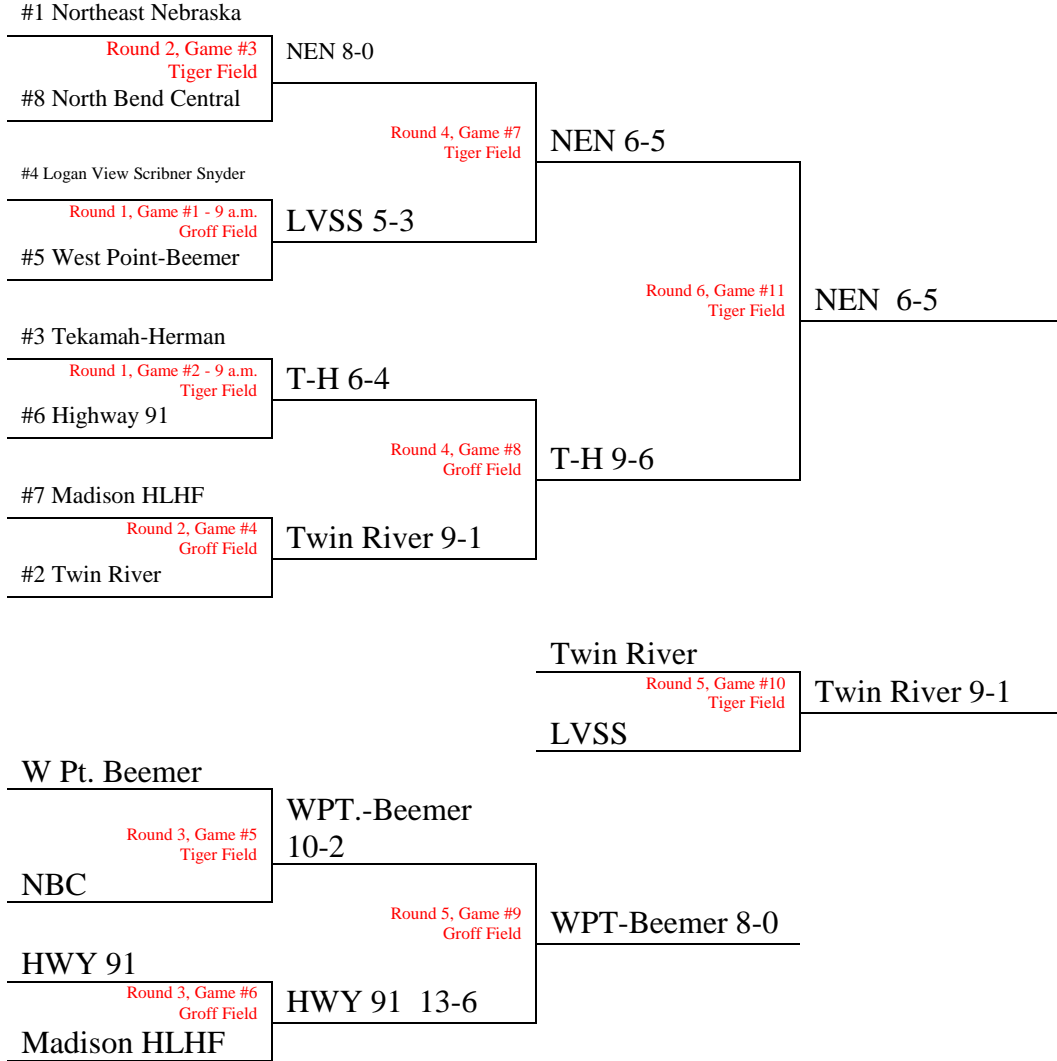 #1 Northeast Nebraska
Round 2, Game #3
Tiger Field
NEN 8-0
#8 North Bend Central
Round 4, Game #7
Tiger Field
NEN 6-5
#4 Logan View Scribner Snyder
Round 1, Game #1 - 9 a.m.
Groff Field
LVSS 5-3
#5 West Point-Beemer
Round 6, Game #11
Tiger Field
NEN  6-5
#3 Tekamah-Herman
Round 1, Game #2 - 9 a.m.
Tiger Field
T-H 6-4
#6 Highway 91
Round 4, Game #8
Groff Field
T-H 9-6
#7 Madison HLHF
Round 2, Game #4
Groff Field
Twin River 9-1
#2 Twin River
Twin River
Round 5, Game #10
Tiger Field
Twin River 9-1
LVSS
W Pt. Beemer
Round 3, Game #5
Tiger Field
WPT.-Beemer
10-2
NBC
Round 5, Game #9
Groff Field
WPT-Beemer 8-0
HWY 91
Round 3, Game #6
Groff Field
HWY 91  13-6
Madison HLHF